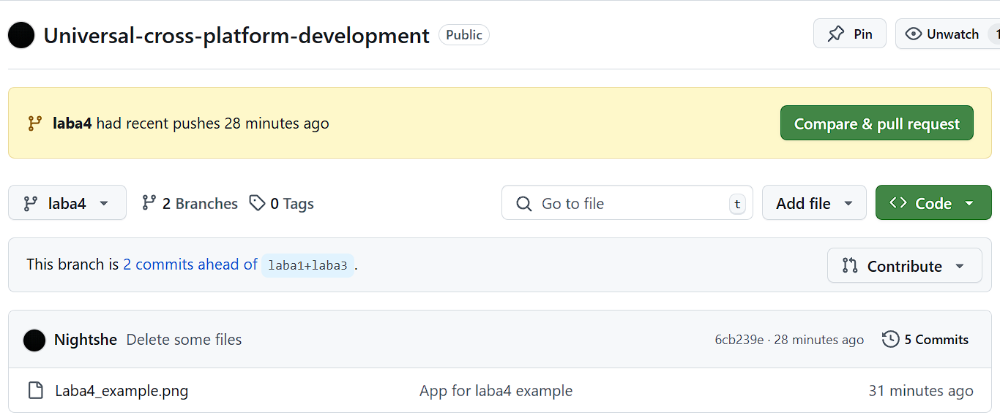 Universal-cross-platform-development Public Pin Unwatch 1
laba4 had recent pushes 28 minutes ago Compare & pull request
laba4 2 Branches 0 Tags Go to file t Add file Code
This branch is 2 commits ahead of laba1+laba3 . Contribute
Nightshe Delete some files 6cb239e · 28 minutes ago 5 Commits
Laba4_example.png App for laba4 example 31 minutes ago